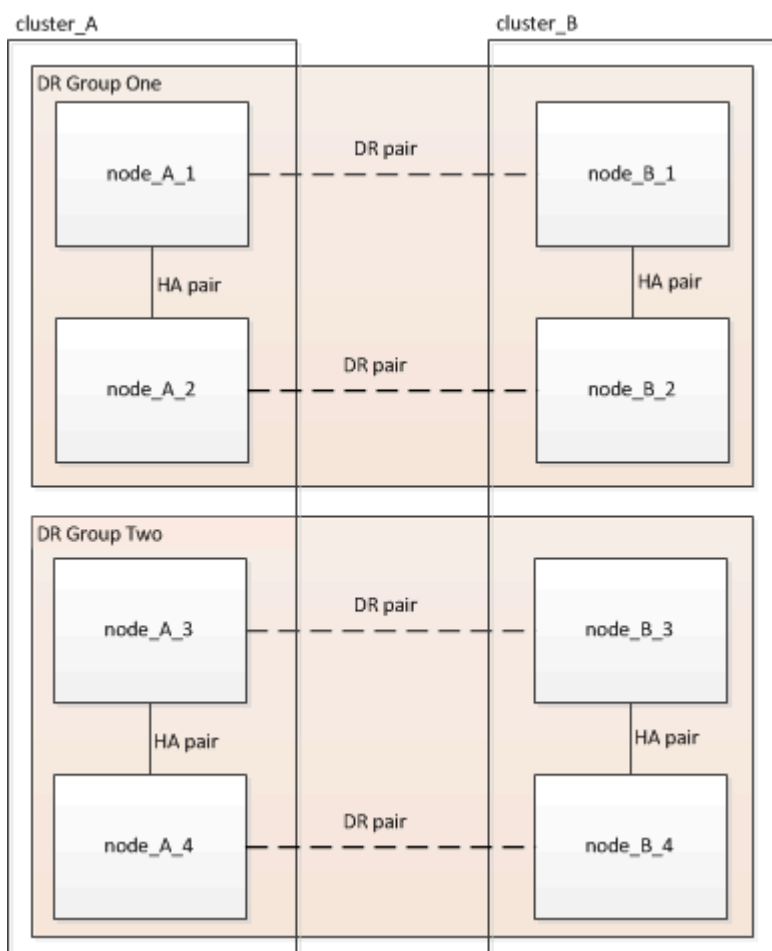 cluster_A
cluster_B
DR Group One
node_A_1
DR pair
node_B_1
HA pair
HA pair
node_A_2
DR pair
node_B_2
DR Group Two
node_A_3
DR pair
node_B_3
HA pair
HA pair
node_A_4
DR pair
node_B_4